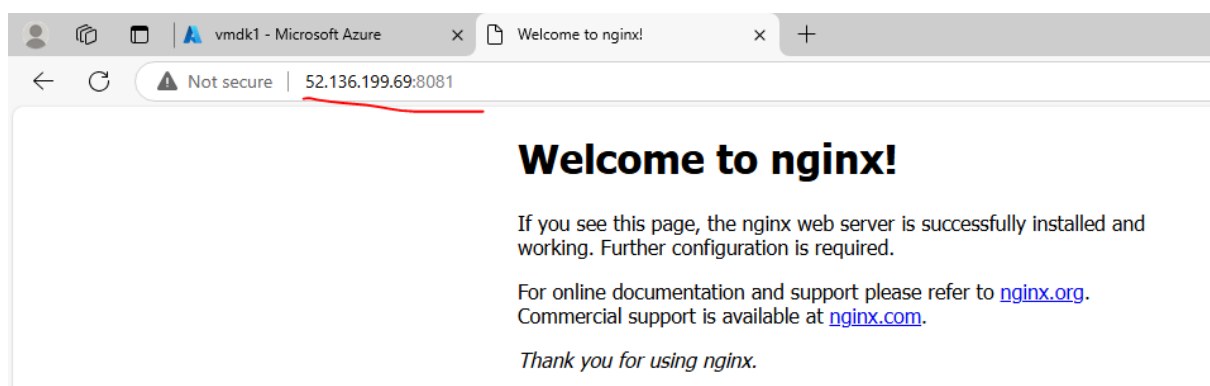 vmdk1 - Microsoft Azure
Welcome to nginx!
Not secure
52.136.199.69:8081
Welcome to nginx!
If you see this page, the nginx web server is successfully installed and
working. Further configuration is required.
For online documentation and support please refer to nginx.org.
Commercial support is available at nginx.com.
Thank you for using nginx.